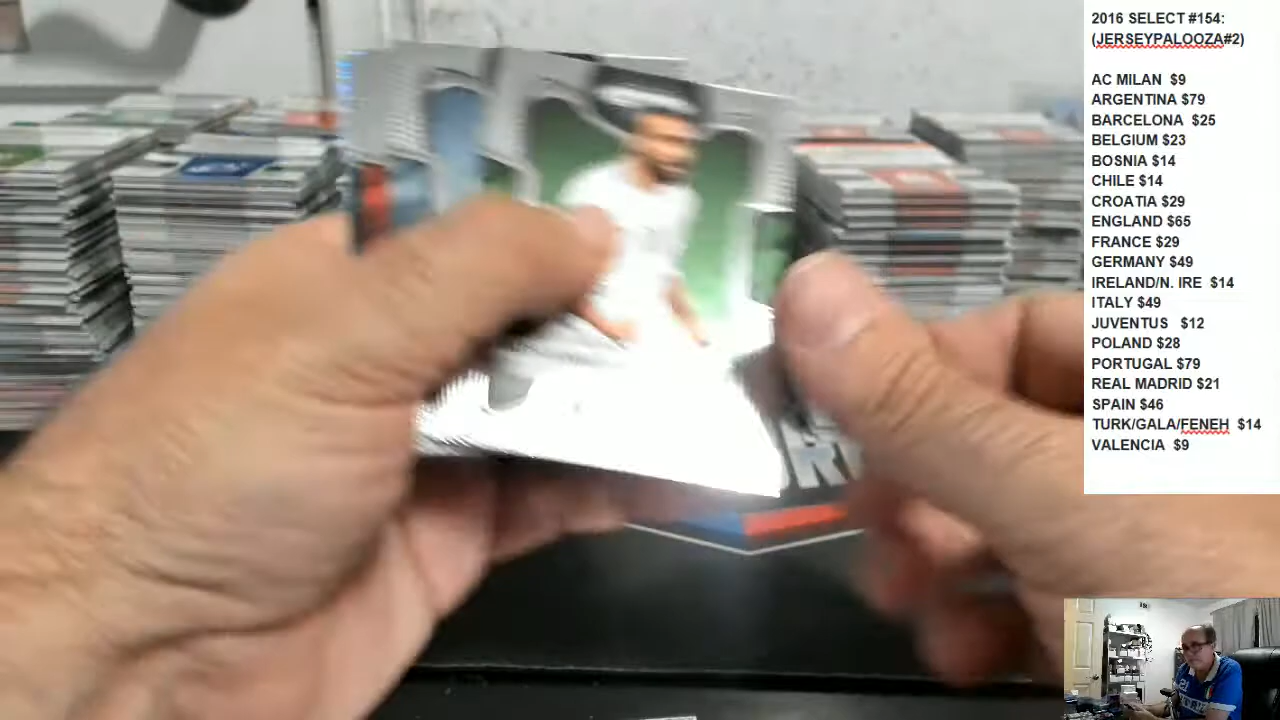 2016 SELECT #154:
(JERSEYPALOOZA#2)
AC MILAN $9
ARGENTINA $79
BARCELONA $25
BELGIUM $23
BOSNIA $14
CHILE $14
CROATIA $29
ENGLAND $65
FRANCE $29
GERMANY $49
IRELAND/N. IRE $14
ITALY $49
JUVENTUS $12
POLAND $28
PORTUGAL $79
REAL MADRID $21
SPAIN $46
TURK/GALA/FENEH $14
VALENCIA $9
21